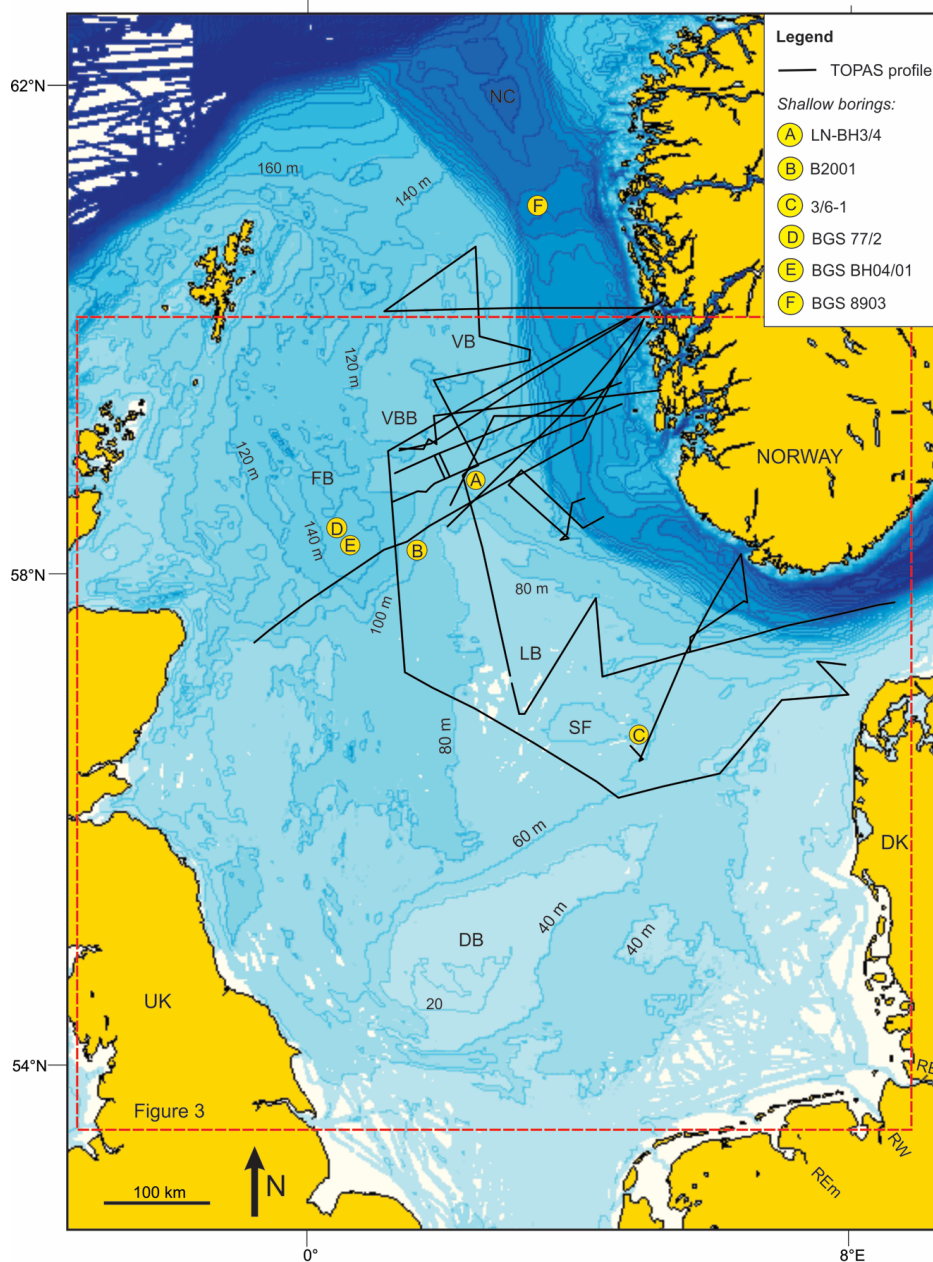 Legend
TOPAS profile
Shallow borings:
A LN-BH3/4
B B2001
C 3/6-1
D BGS 77/2
E BGS BH04/01
F BGS 8903
62°N
NC
160 m
140 m
F
VB
120 m
VBB
NORWAY
120 m
FB
A
D
140 m
E
B
58°N
80 m
100 m
LB
SF
C
80 m
60 m
DK
40 m
DB
40 m
20
UK
54°N
Figure 3
RW
REm
100 km
N
0°
8°E